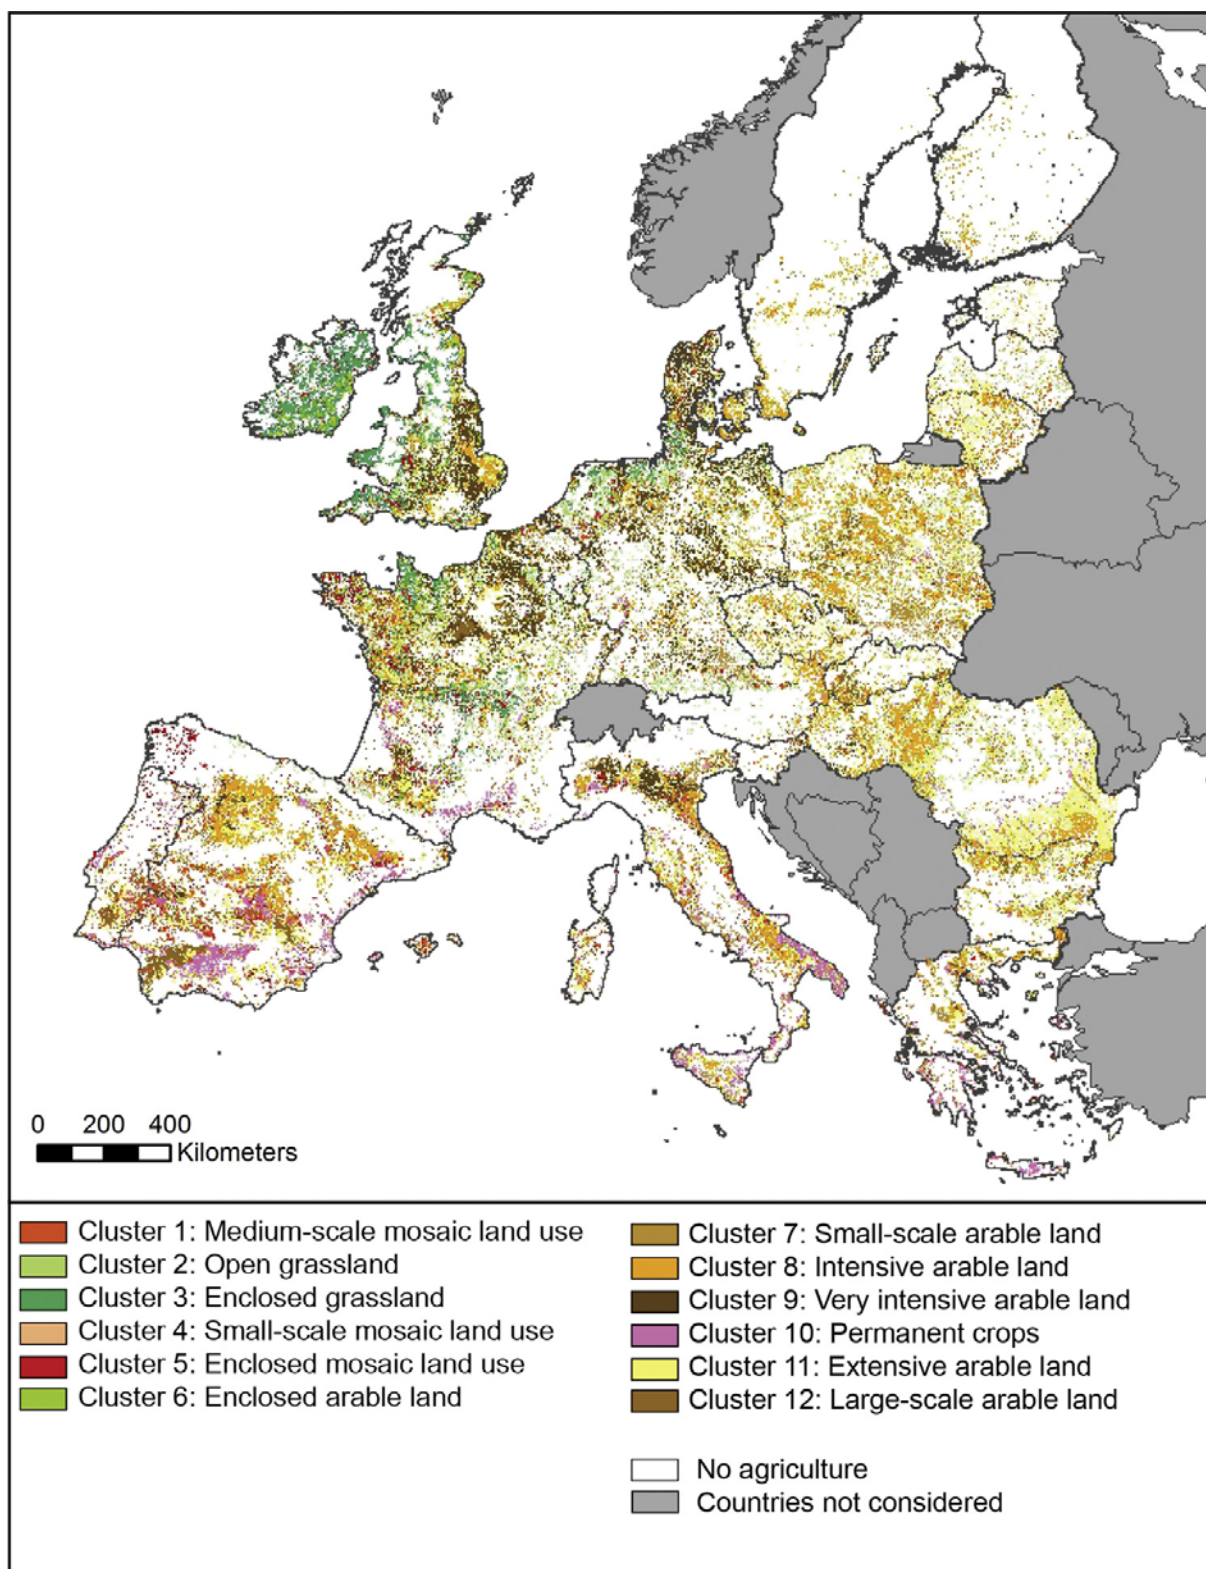 0 200 400
Kilometers
Cluster 1: Medium-scale mosaic land use
Cluster 2: Open grassland
Cluster 3: Enclosed grassland
Cluster 4: Small-scale mosaic land use
Cluster 5: Enclosed mosaic land use
Cluster 6: Enclosed arable land
Cluster 7: Small-scale arable land
Cluster 8: Intensive arable land
Cluster 9: Very intensive arable land
Cluster 10: Permanent crops
Cluster 11: Extensive arable land
Cluster 12: Large-scale arable land
No agriculture
Countries not considered